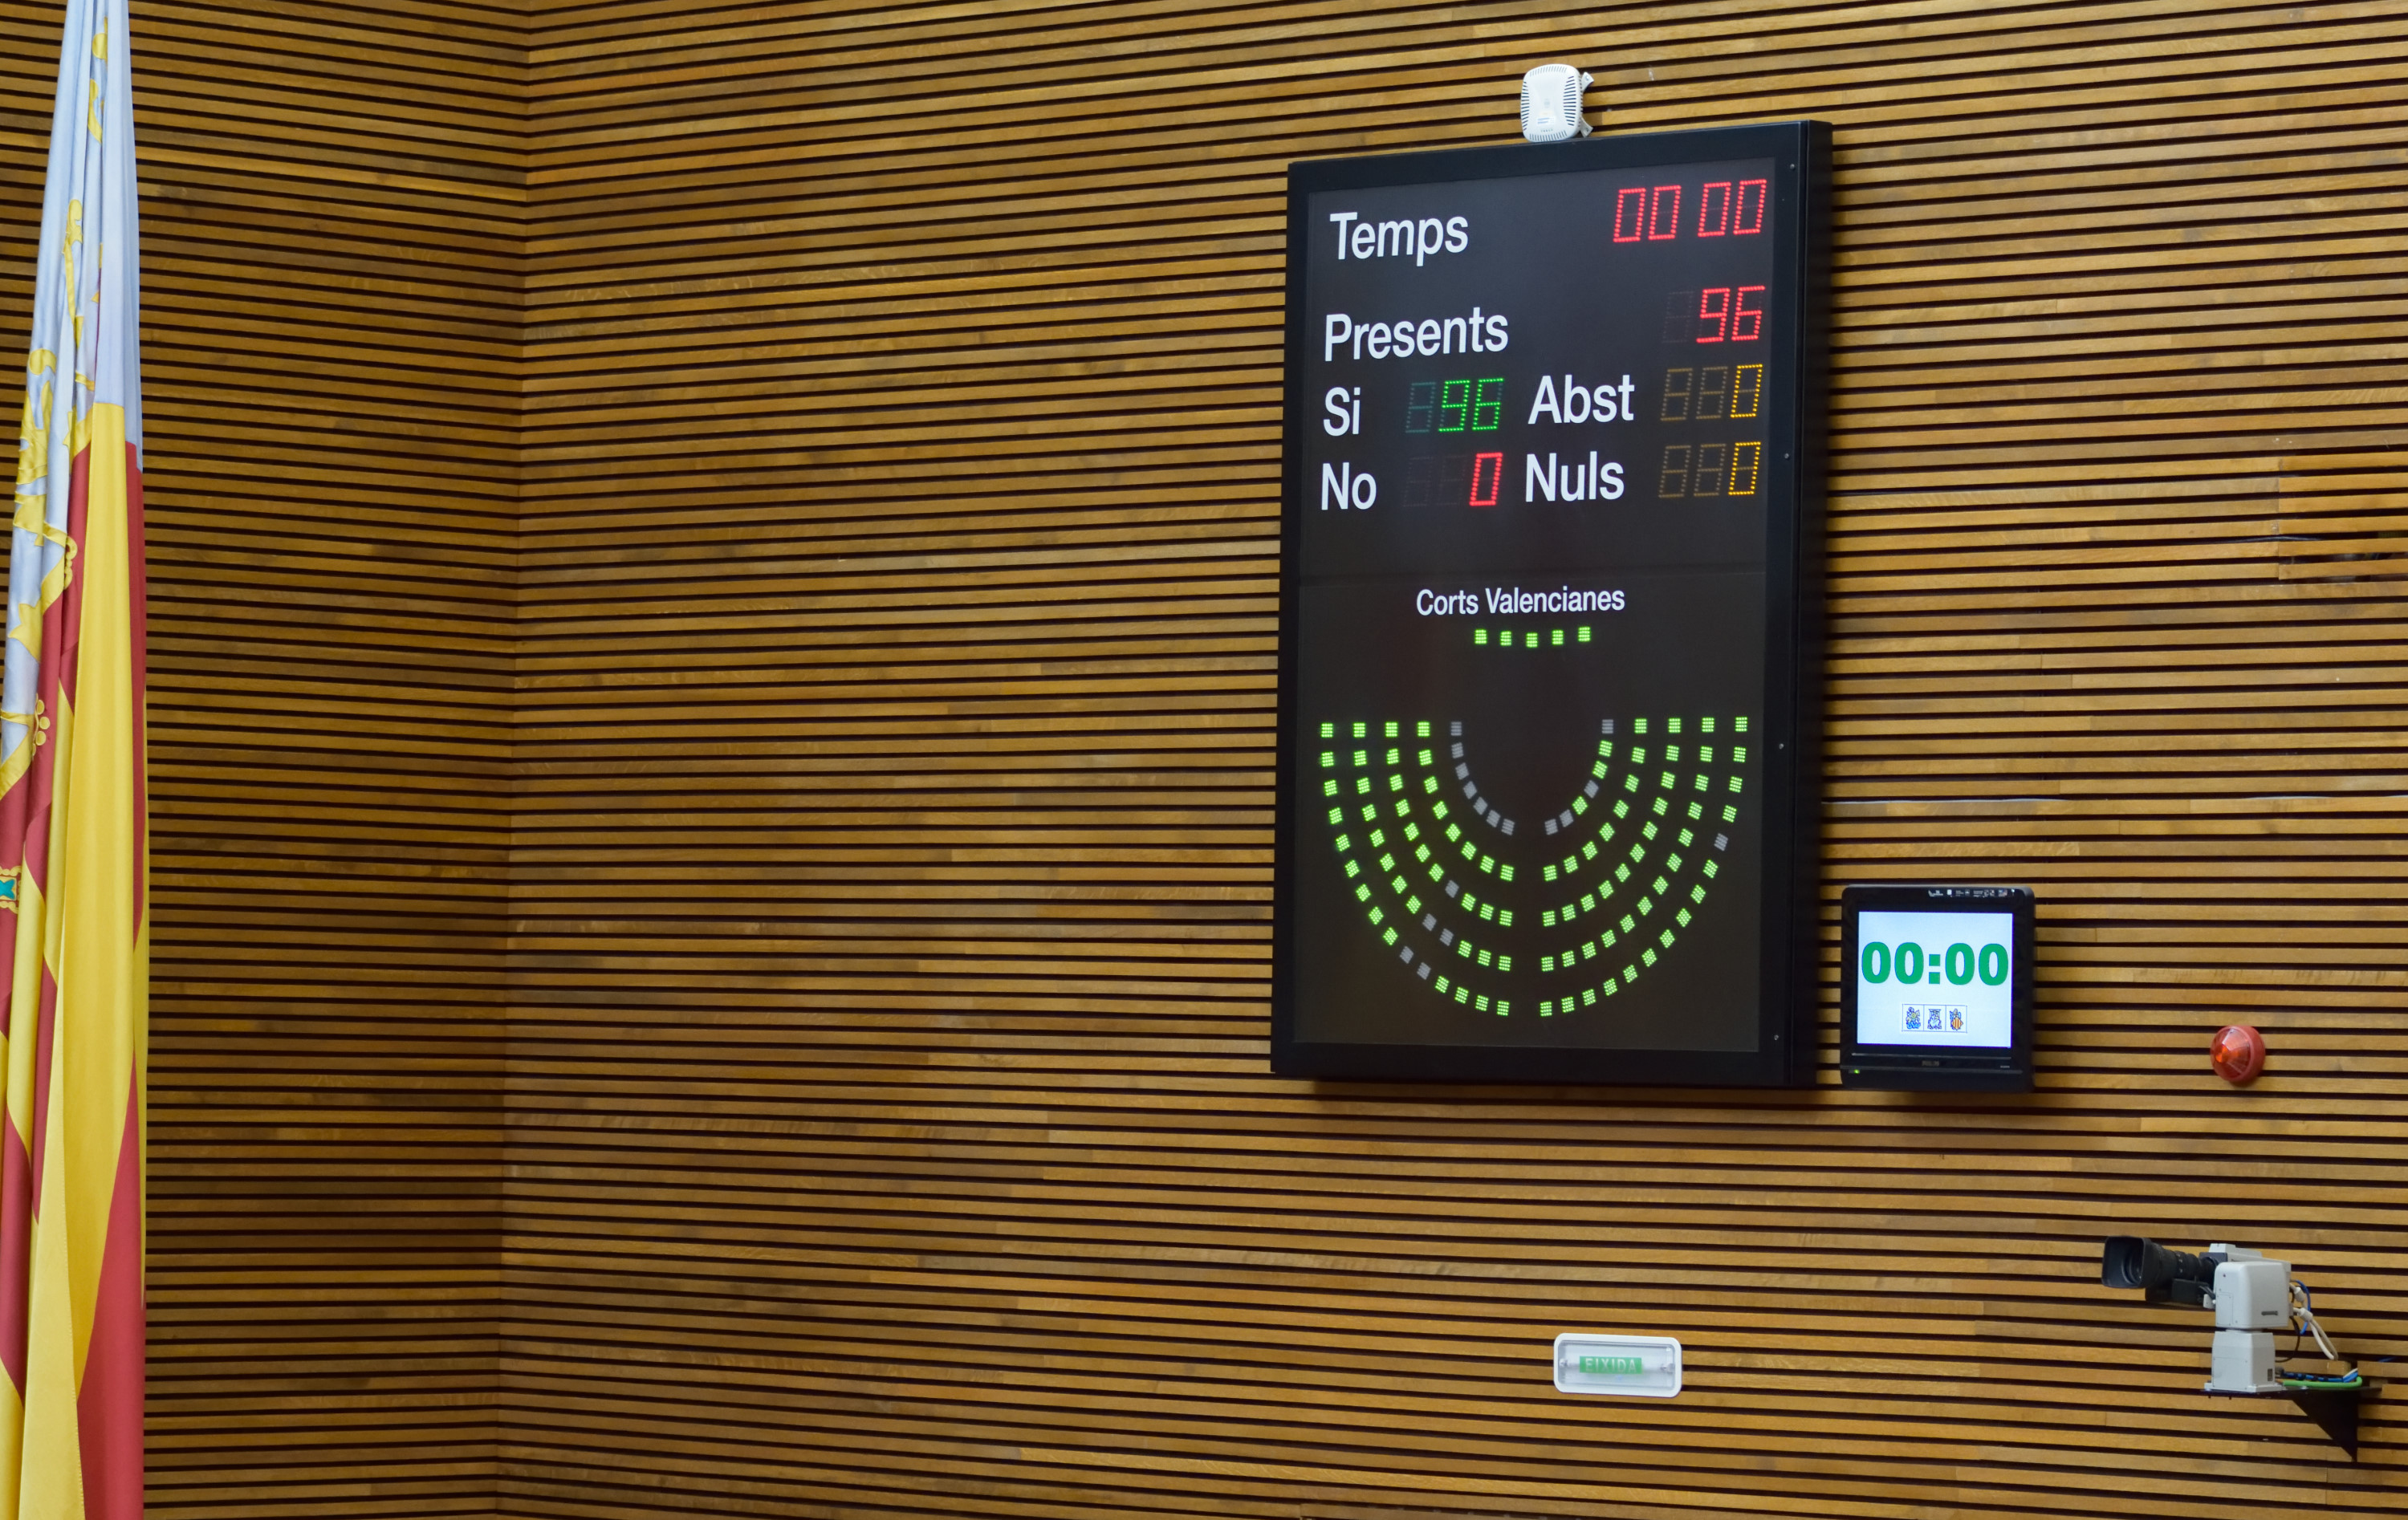 Temps 00 00
Presents 96
Si 96 Abst 0
No 0 Nuls 0
Corts Valencianes
00:00
EIXIDA